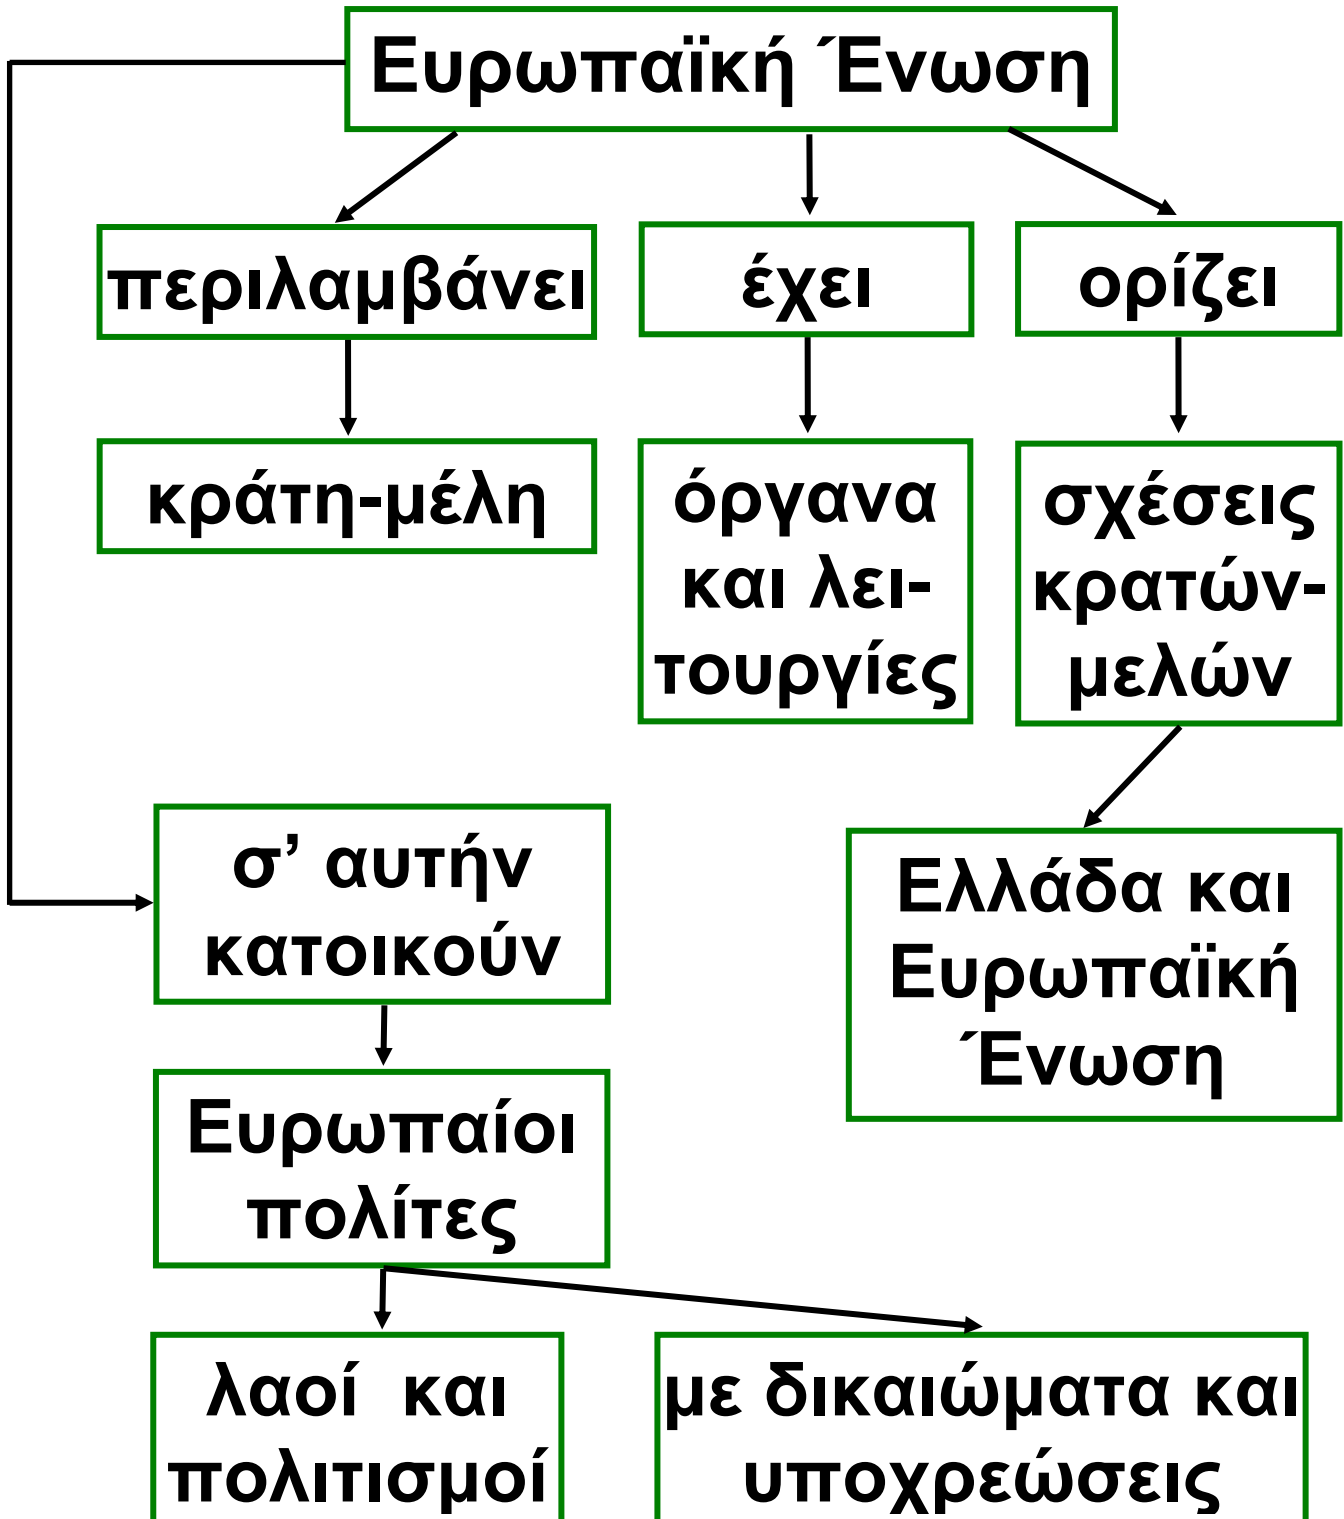 Ευρωπαϊκή Ένωση
περιλαμβάνει
έχει
ορίζει
κράτη-μέλη
όργανα
και λει-
τουργίες
σχέσεις
κρατών-
μελών
σ’ αυτήν
κατοικούν
Ελλάδα και
Ευρωπαϊκή
Ένωση
Ευρωπαίοι
πολίτες
λαοί και
πολιτισμοί
με δικαιώματα και
υποχρεώσεις